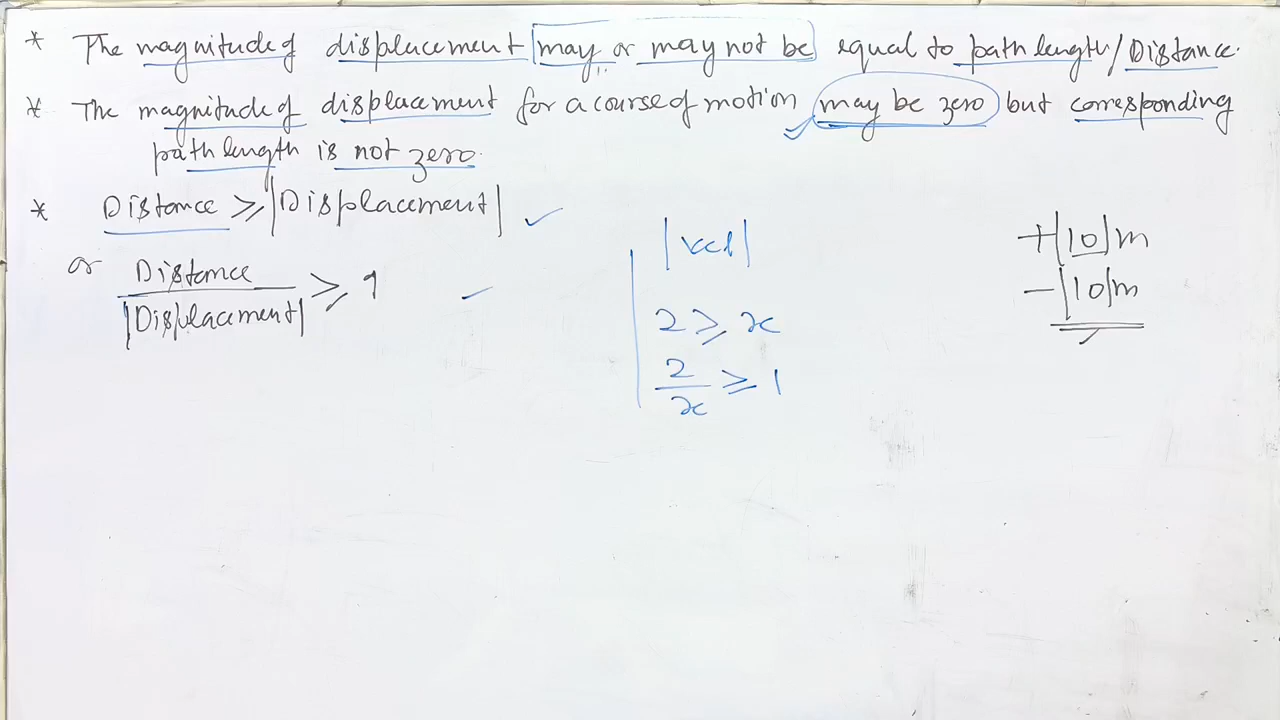 * The magnitude of displacement may or may not be equal to path length/Distance.
* The magnitude of displacement for a course of motion may be zero but corresponding
path length is not zero.
* Distance ⩾ |Displacement|
or Distance / |Displacement| ⩾ 1
2 ⩾ x
2/x ⩾ 1
+|10|m
-|10|m